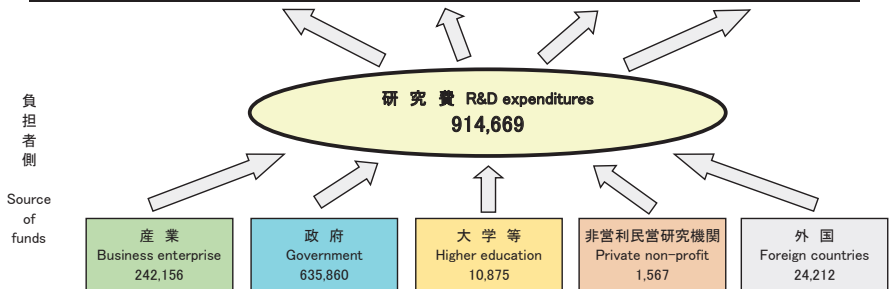 研究費 R&D expenditures
914,669
負担者側
Source
of
funds
産業
Business enterprise
242,156
政府
Government
635,860
大学等
Higher education
10,875
非営利民営研究機関
Private non-profit
1,567
外国
Foreign countries
24,212